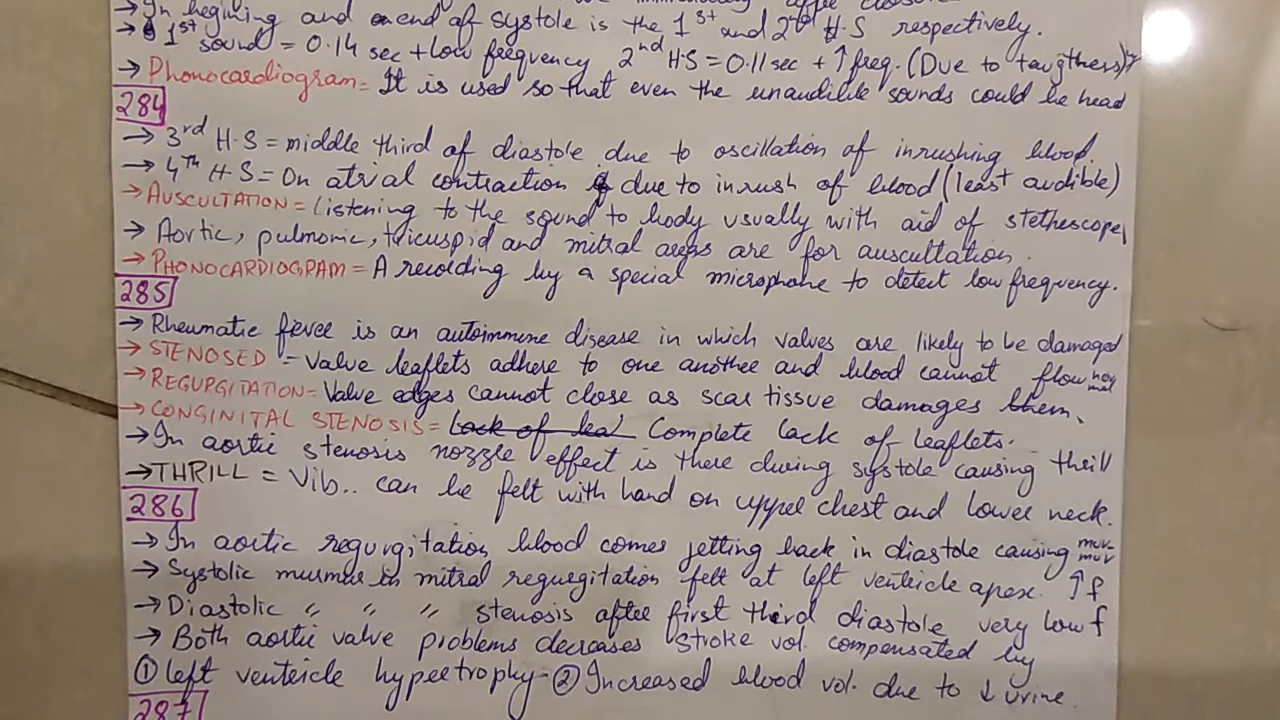 after closure
→ In begining and end of systole is the 1st and 2nd H.S respectively.
→ 1st sound = 0.14 sec + low frequency 2nd H.S = 0.11 sec + ↑ freq. (Due to taugthers)
→ Phonocardiogram = It is used so that even the unaudible sounds could be head
284
→ 3rd H.S = middle third of diastole due to oscillation of inrushing blood.
→ 4TH H.S = On atrial contraction due to inrush of blood (least audible)
→ AUSCULTATION = Listening to the sound to body usually with aid of stethescope
→ Aortic, pulmonic, tricuspid and mitral areas are for auscultation.
→ PHONOCARDIOGRAM = A recording by a special microphone to detect low frequency.
285
→ Rheumatic fever is an autoimmune disease in which valves are likely to be damaged
→ STENOSED = Valve leaflets adhere to one another and blood cannot flow nor mal
→ REGURGITATION = Valve edges cannot close as scar tissue damages them.
→ CONGINITAL STENOSIS = Lack of leaf Complete lack of leaflets.
→ In aortic stenosis nozzle effect is there during systole causing thrill
→ THRILL = Vib.. can be felt with hand on upper chest and lower neck.
286
→ In aortic regurgitation blood comes jetting back in diastole causing mur- mur
→ Systolic murmur in mitral regurgitation felt at left ventricle apex. ↑ f
→ Diastolic " " " stenosis after first third diastole very low f
→ Both aortic valve problems decreases stroke vol. compensated by
① Left ventricle hypertrophy - ② Increased blood vol. due to ↓ urine.
287